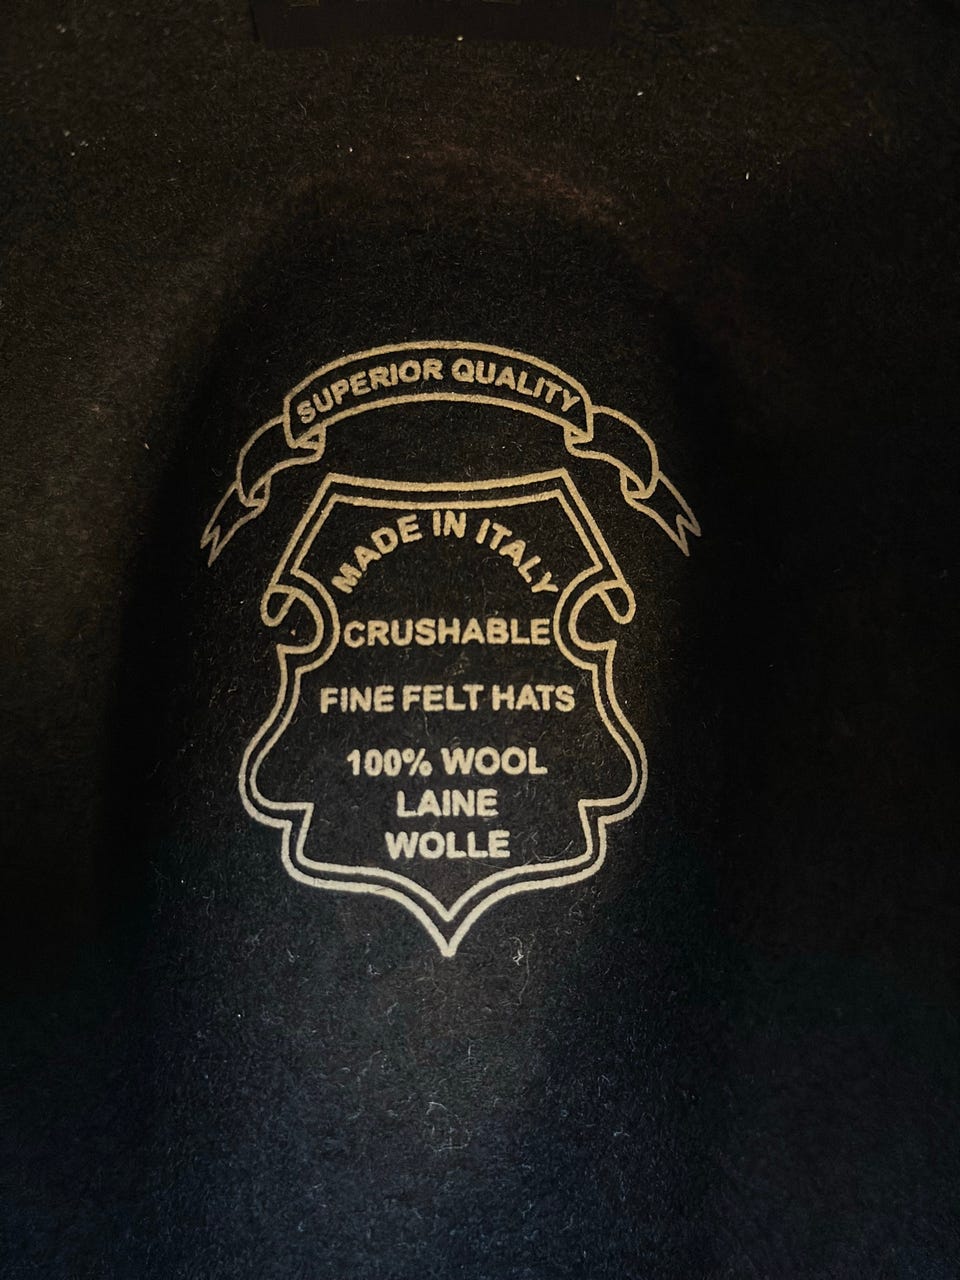 SUPERIOR QUALITY
MADE IN ITALY
CRUSHABLE
FINE FELT HATS
100% WOOL
LAINE
WOLLE